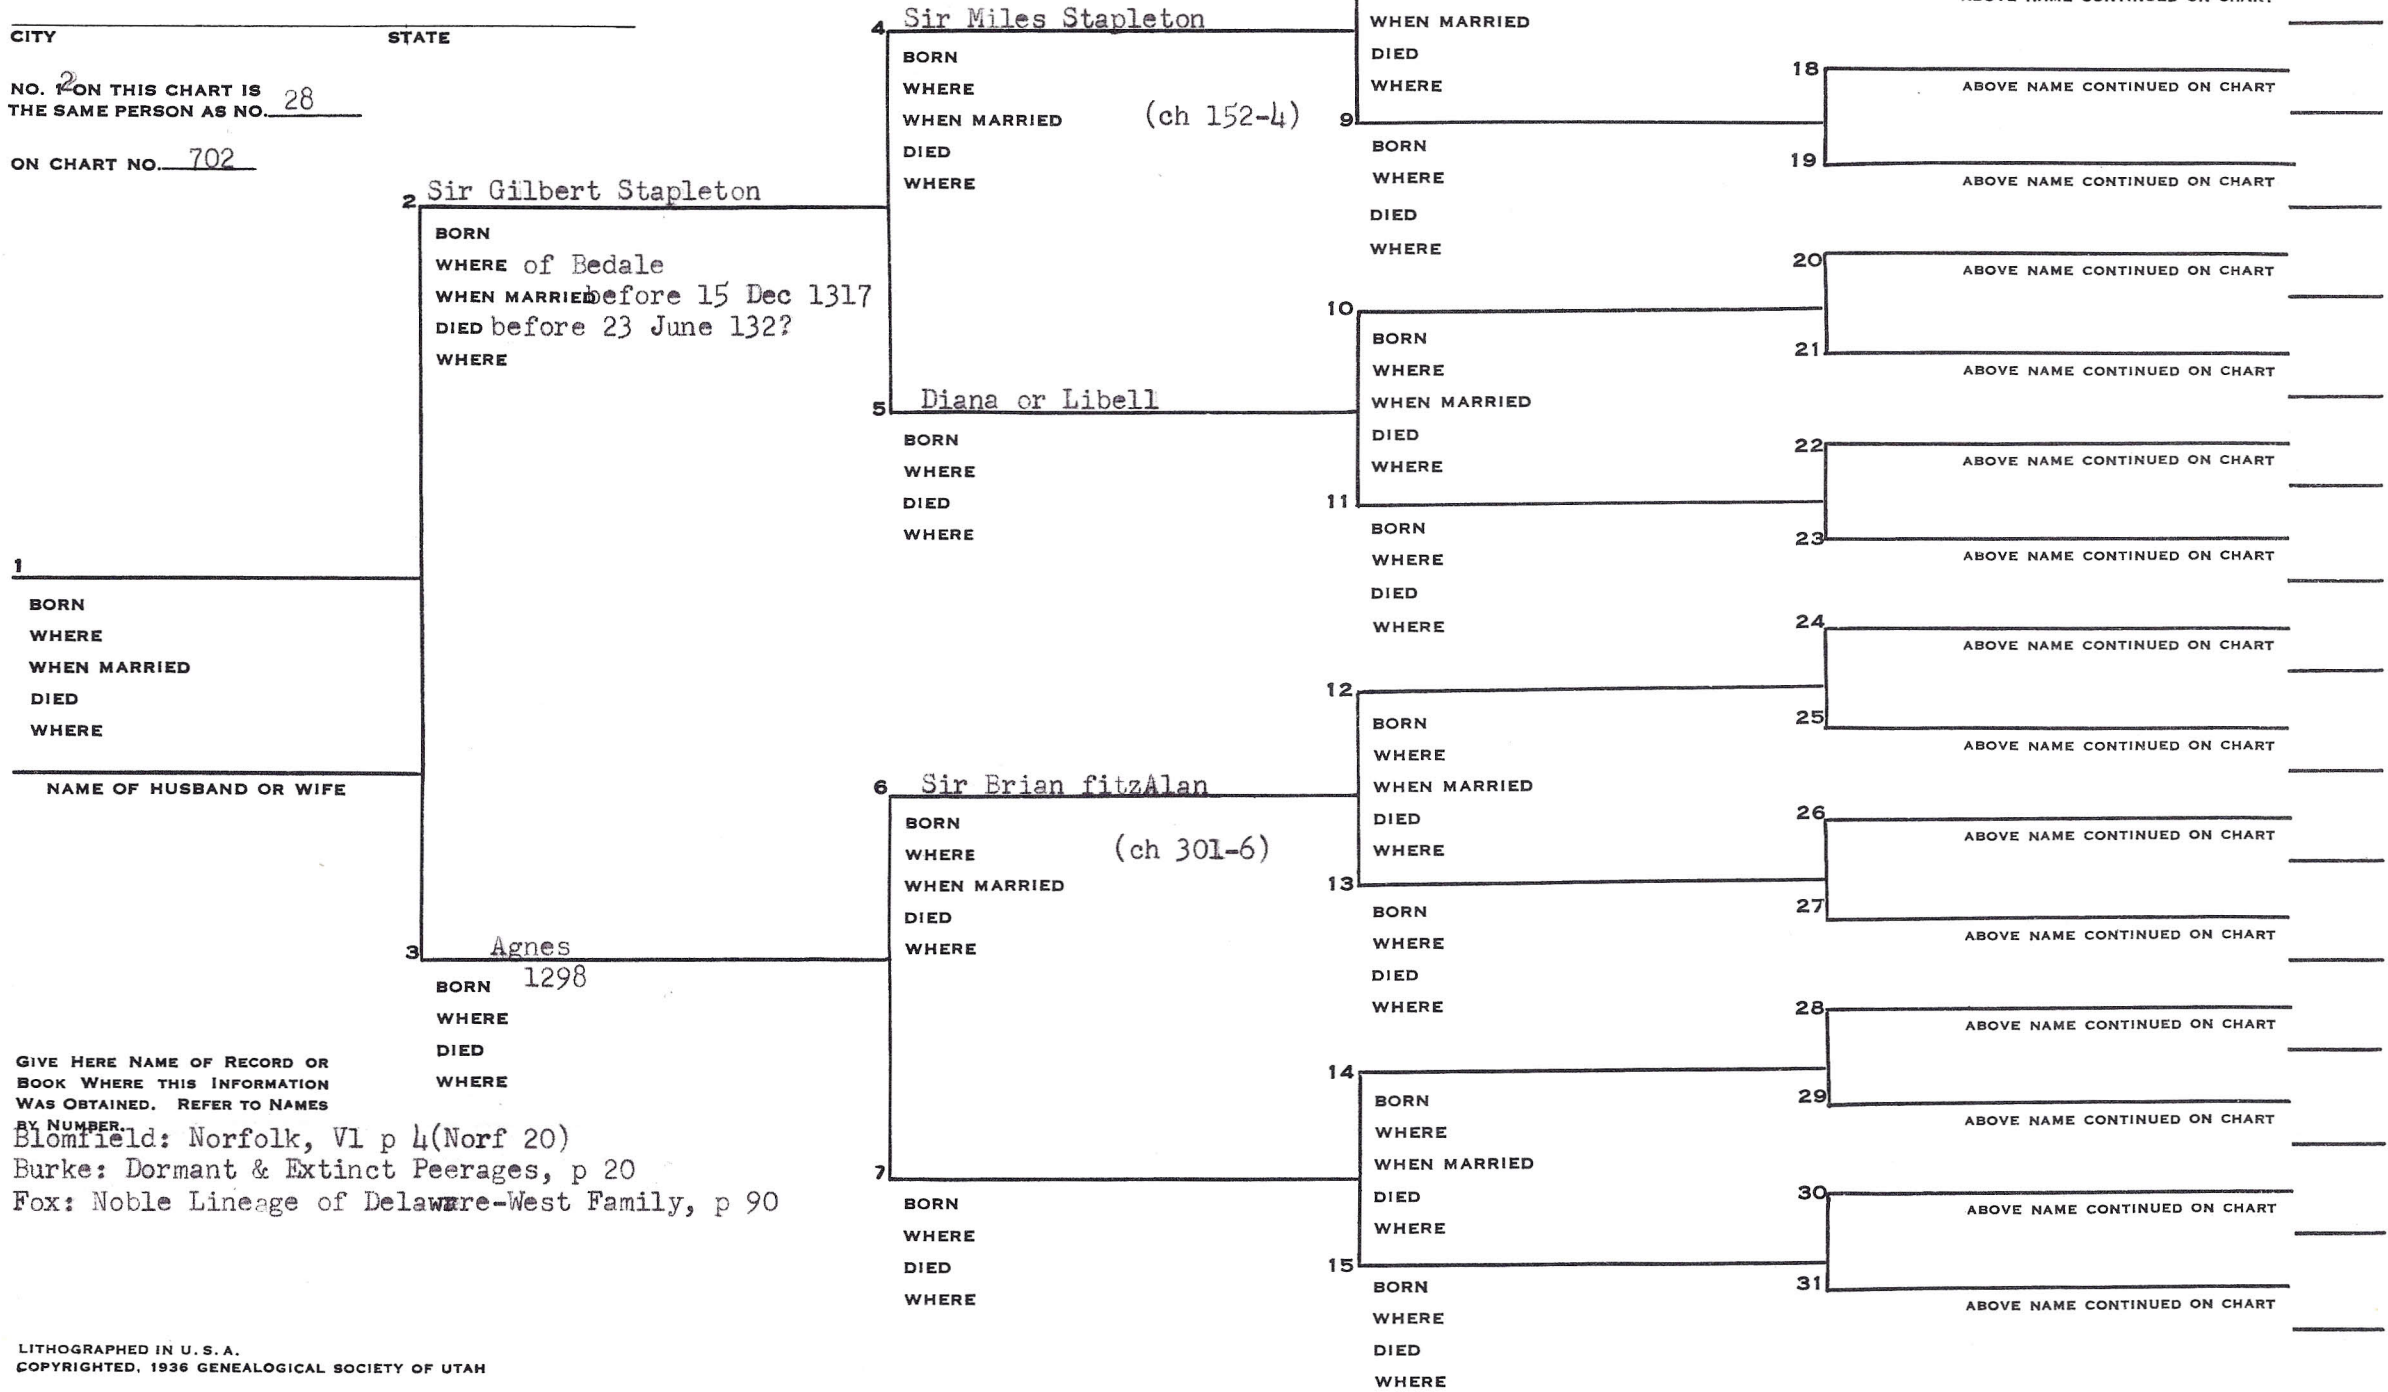 CITY STATE
NO. 2 ON THIS CHART IS
THE SAME PERSON AS NO. 28
ON CHART NO. 702
1
BORN
WHERE
WHEN MARRIED
DIED
WHERE
NAME OF HUSBAND OR WIFE
2 Sir Gilbert Stapleton
BORN
WHERE of Bedale
WHEN MARRIED before 15 Dec 1317
DIED before 23 June 132?
WHERE
3 Agnes
BORN 1298
WHERE
DIED
WHERE
GIVE HERE NAME OF RECORD OR
BOOK WHERE THIS INFORMATION
WAS OBTAINED. REFER TO NAMES
BY NUMBER.
Blomfield: Norfolk, V1 p 4(Norf 20)
Burke: Dormant & Extinct Peerages, p 20
Fox: Noble Lineage of Delaware-West Family, p 90
LITHOGRAPHED IN U. S. A.
COPYRIGHTED, 1936 GENEALOGICAL SOCIETY OF UTAH
4 Sir Miles Stapleton
BORN
WHERE
WHEN MARRIED (ch 152-4)
DIED
WHERE
5 Diana or Libell
BORN
WHERE
DIED
WHERE
6 Sir Brian fitzAlan
BORN
WHERE (ch 301-6)
WHEN MARRIED
DIED
WHERE
7
BORN
WHERE
DIED
WHERE
WHEN MARRIED
DIED
WHERE
9
BORN
WHERE
DIED
WHERE
10
BORN
WHERE
WHEN MARRIED
DIED
WHERE
11
BORN
WHERE
DIED
WHERE
12
BORN
WHERE
WHEN MARRIED
DIED
WHERE
13
BORN
WHERE
DIED
WHERE
14
BORN
WHERE
WHEN MARRIED
DIED
WHERE
15
BORN
WHERE
DIED
WHERE
ABOVE NAME CONTINUED ON CHART
18
ABOVE NAME CONTINUED ON CHART
19
ABOVE NAME CONTINUED ON CHART
20
ABOVE NAME CONTINUED ON CHART
21
ABOVE NAME CONTINUED ON CHART
22
ABOVE NAME CONTINUED ON CHART
23
ABOVE NAME CONTINUED ON CHART
24
ABOVE NAME CONTINUED ON CHART
25
ABOVE NAME CONTINUED ON CHART
26
ABOVE NAME CONTINUED ON CHART
27
ABOVE NAME CONTINUED ON CHART
28
ABOVE NAME CONTINUED ON CHART
29
ABOVE NAME CONTINUED ON CHART
30
ABOVE NAME CONTINUED ON CHART
31
ABOVE NAME CONTINUED ON CHART